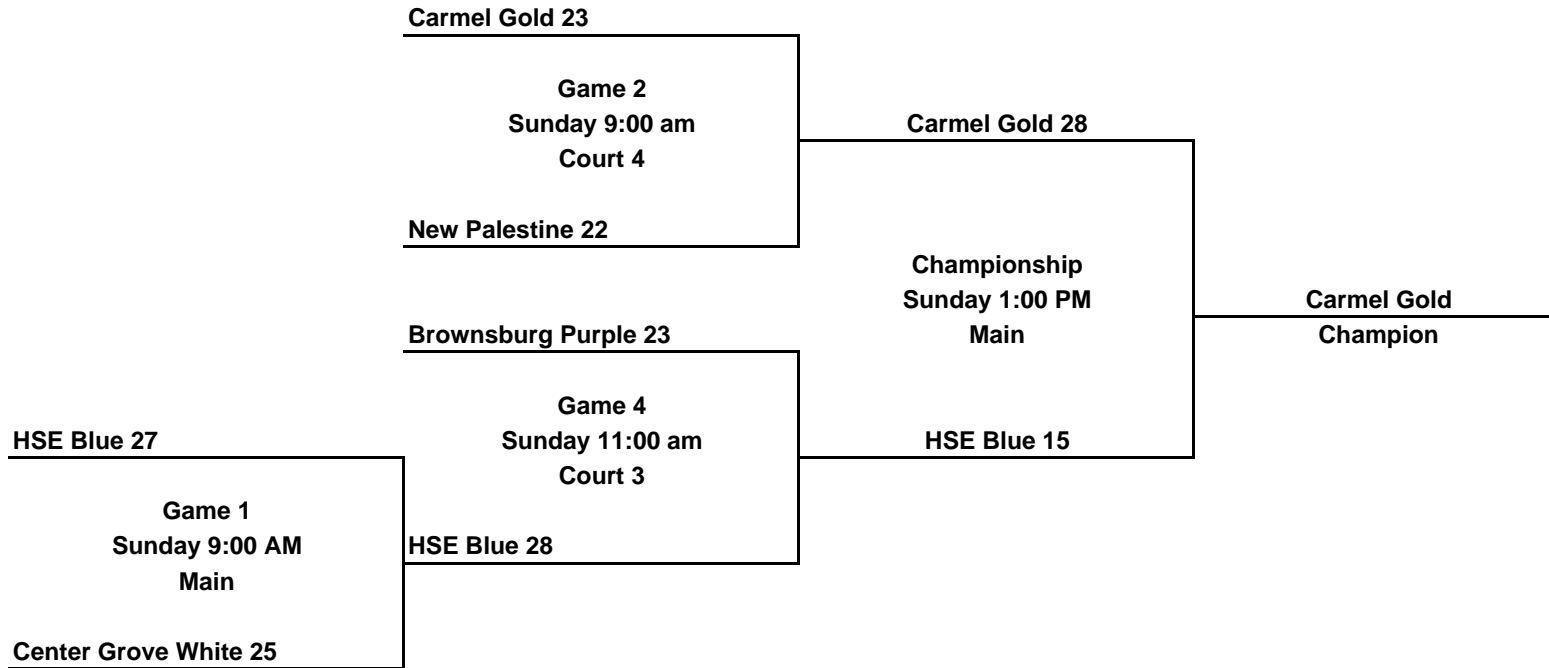 Carmel Gold 23
Game 2
Sunday 9:00 am
Court 4
Carmel Gold 28
New Palestine 22
Championship
Sunday 1:00 PM
Main
Carmel Gold
Champion
Brownsburg Purple 23
Game 4
Sunday 11:00 am
Court 3
HSE Blue 27
HSE Blue 15
Game 1
Sunday 9:00 AM
Main
HSE Blue 28
Center Grove White 25